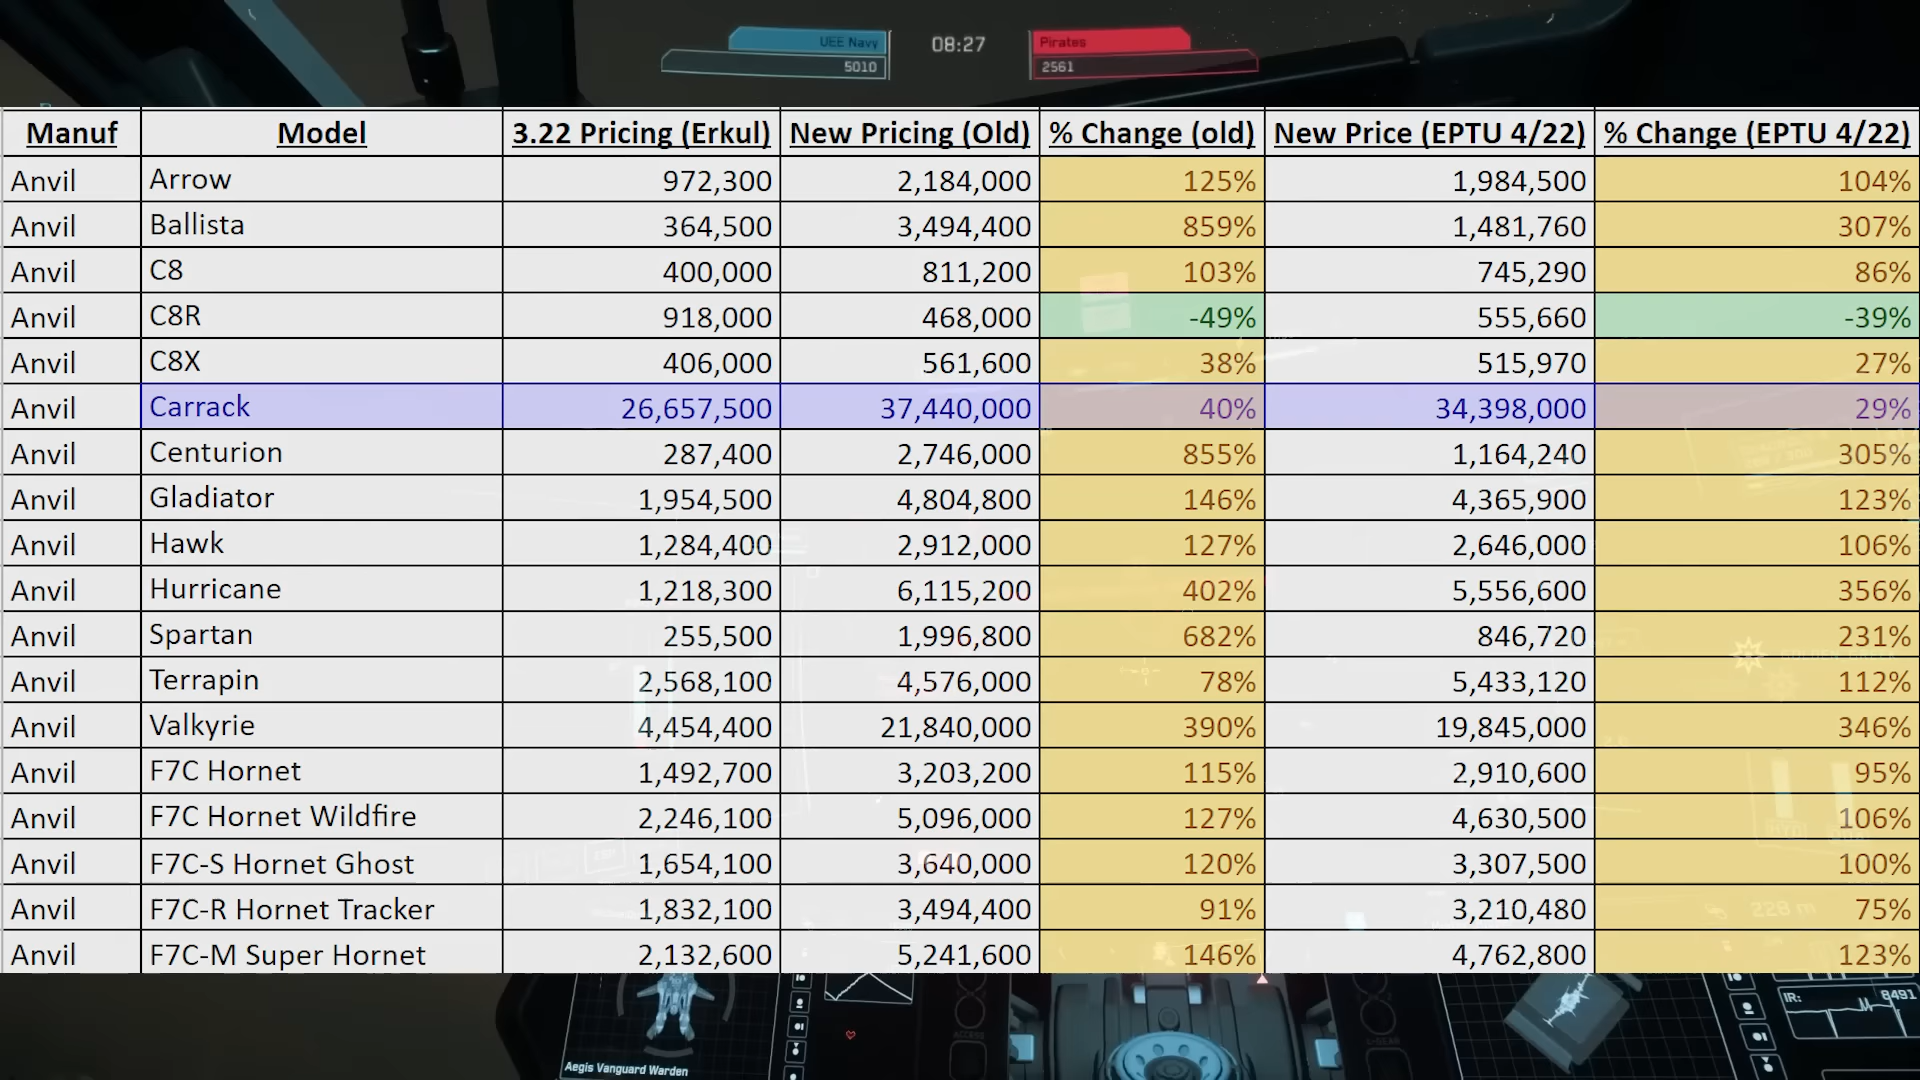 UEE Navy 08:27 Pirates
5010 2561
Manuf Model 3.22 Pricing (Erkul) New Pricing (Old) % Change (old) New Price (EPTU 4/22) % Change (EPTU 4/22)
Anvil Arrow 972,300 2,184,000 125% 1,984,500 104%
Anvil Ballista 364,500 3,494,400 859% 1,481,760 307%
Anvil C8 400,000 811,200 103% 745,290 86%
Anvil C8R 918,000 468,000 -49% 555,660 -39%
Anvil C8X 406,000 561,600 38% 515,970 27%
Anvil Carrack 26,657,500 37,440,000 40% 34,398,000 29%
Anvil Centurion 287,400 2,746,000 855% 1,164,240 305%
Anvil Gladiator 1,954,500 4,804,800 146% 4,365,900 123%
Anvil Hawk 1,284,400 2,912,000 127% 2,646,000 106%
Anvil Hurricane 1,218,300 6,115,200 402% 5,556,600 356%
Anvil Spartan 255,500 1,996,800 682% 846,720 231%
Anvil Terrapin 2,568,100 4,576,000 78% 5,433,120 112%
Anvil Valkyrie 4,454,400 21,840,000 390% 19,845,000 346%
Anvil F7C Hornet 1,492,700 3,203,200 115% 2,910,600 95%
Anvil F7C Hornet Wildfire 2,246,100 5,096,000 127% 4,630,500 106%
Anvil F7C-S Hornet Ghost 1,654,100 3,640,000 120% 3,307,500 100%
Anvil F7C-R Hornet Tracker 1,832,100 3,494,400 91% 3,210,480 75%
228 m
Anvil F7C-M Super Hornet 2,132,600 5,241,600 146% 4,762,800 123%
IR: 8491
Aegis Vanguard Warden